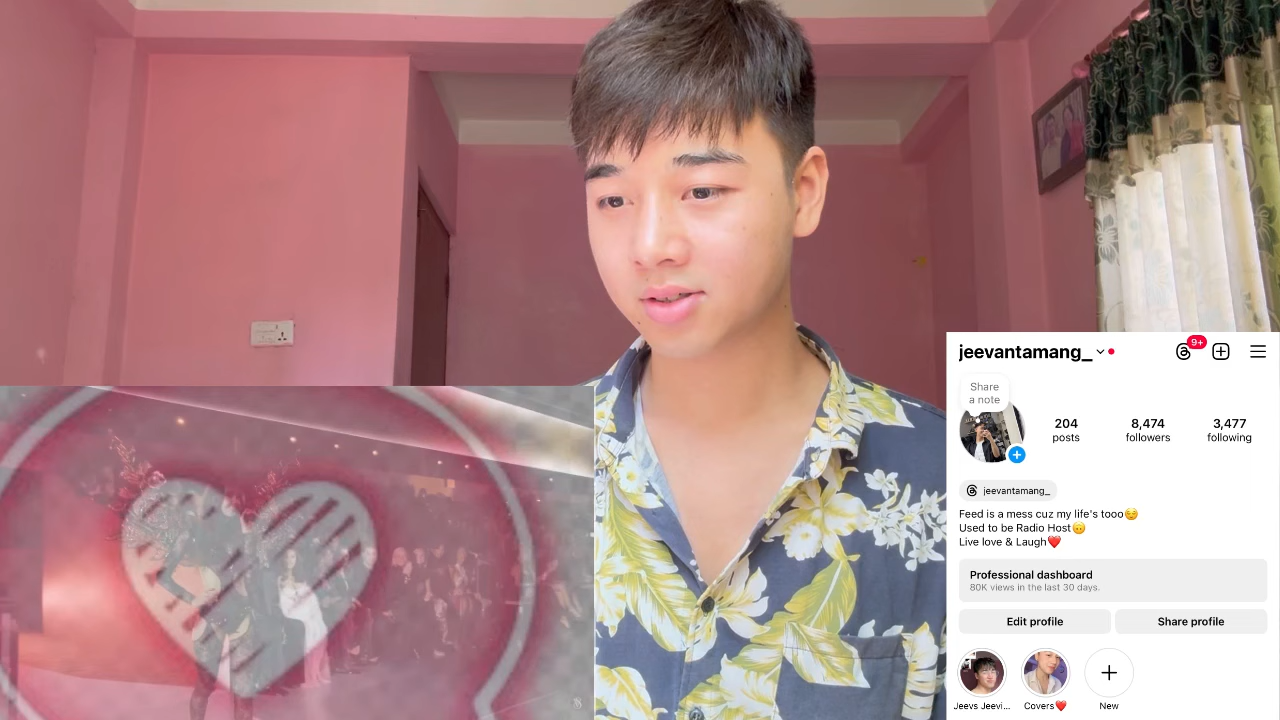 jeevantamang_
9+
Share
a note
204
posts
8,474
followers
3,477
following
jeevantamang_
Feed is a mess cuz my life's tooo😌
Used to be Radio Host🙃
Live love & Laugh❤️
Professional dashboard
80K views in the last 30 days.
Edit profile
Share profile
Jeevs Jeevi...
Covers❤️
New